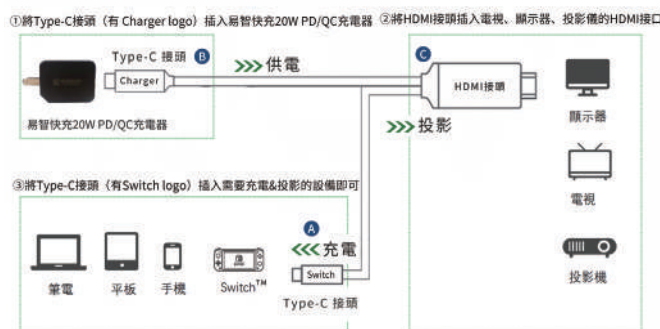 ①將Type-C接頭（有 Charger logo）插入易智快充20W PD/QC充電器
②將HDMI接頭插入電視、顯示器、投影儀的HDMI接口
Type-C 接頭 B
Charger
>>> 供電
C
HDMI接頭
易智快充20W PD/QC充電器
>>> 投影
顯示器
電視
投影機
③將Type-C接頭（有Switch logo）插入需要充電&投影的設備即可
A
<<< 充電
Switch
Type-C 接頭
筆電
平板
手機
Switch™